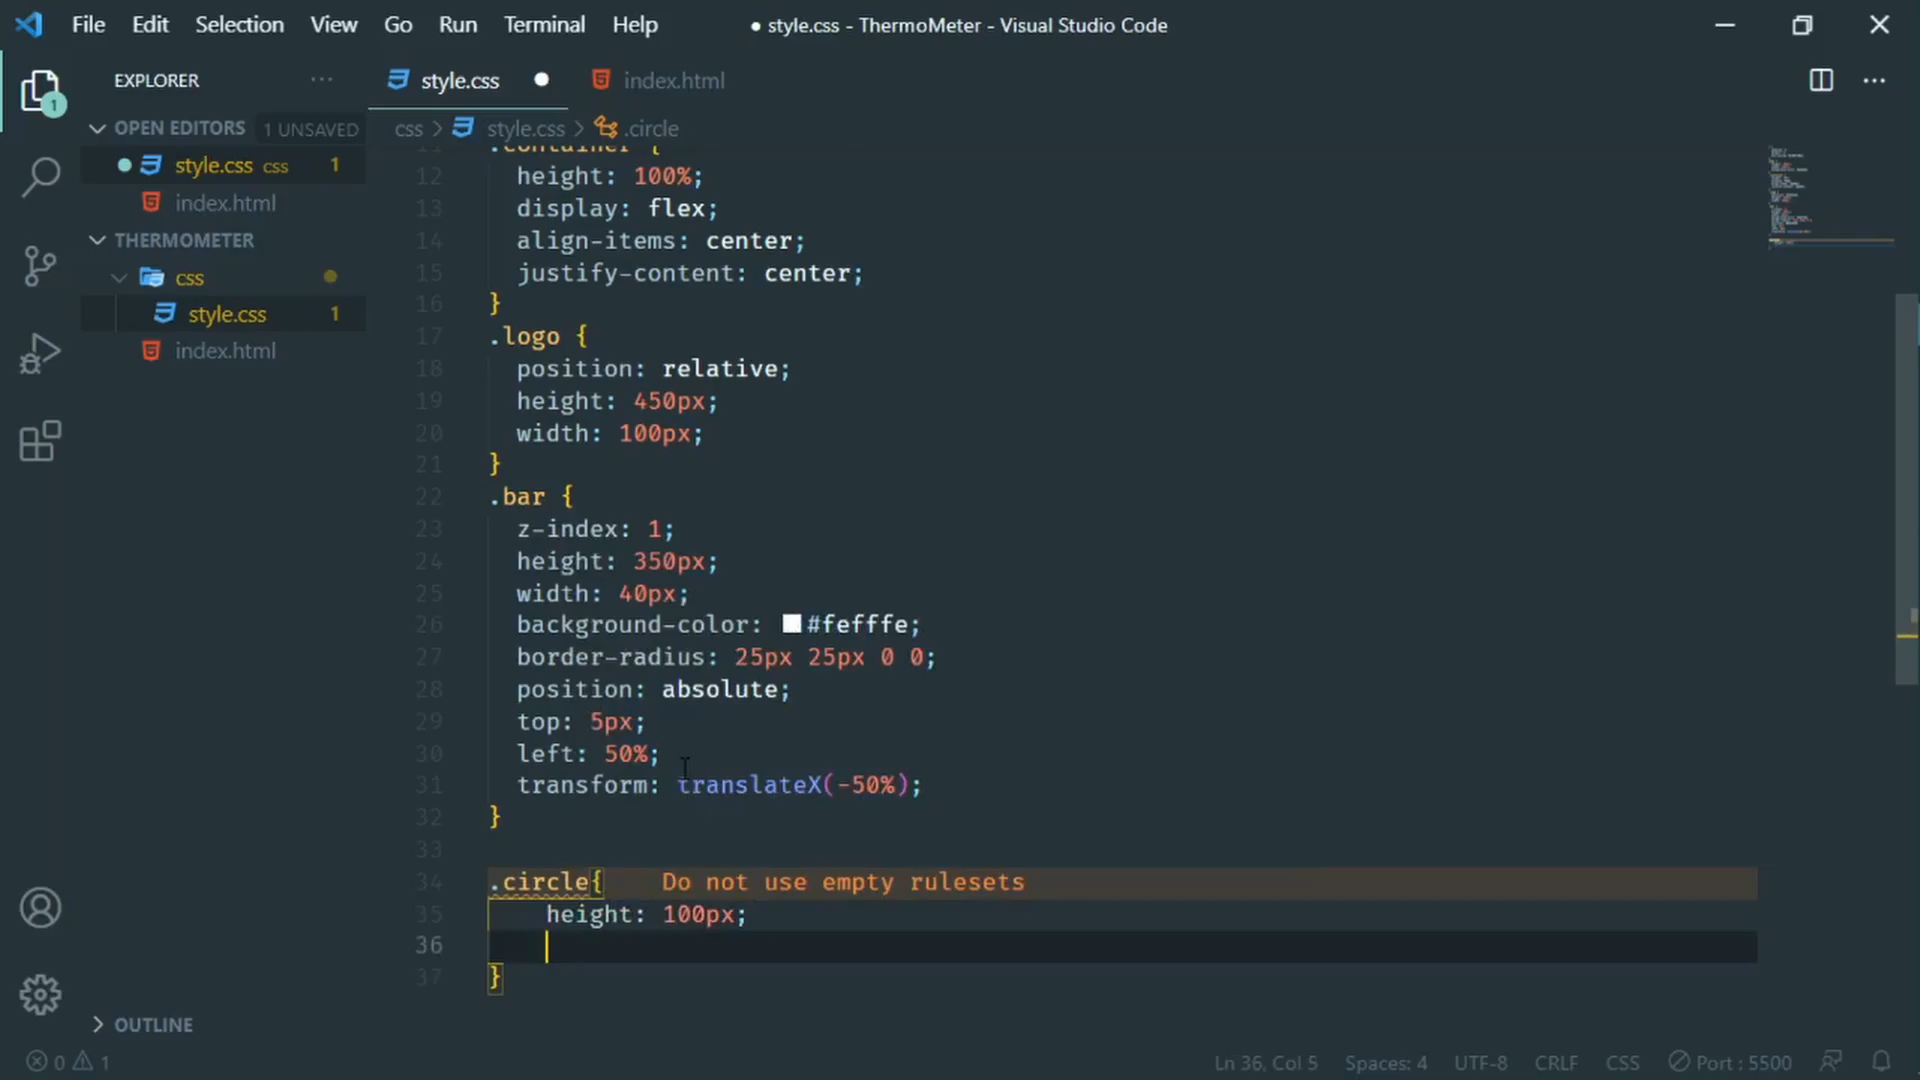 File Edit Selection View Go Run Terminal Help
● style.css - ThermoMeter - Visual Studio Code
EXPLORER
OPEN EDITORS 1 UNSAVED
style.css css 1
index.html
THERMOMETER
css
style.css 1
index.html
OUTLINE
style.css index.html
css > style.css > .circle
11 .container {
12 height: 100%;
13 display: flex;
14 align-items: center;
15 justify-content: center;
16 }
17 .logo {
18 position: relative;
19 height: 450px;
20 width: 100px;
21 }
22 .bar {
23 z-index: 1;
24 height: 350px;
25 width: 40px;
26 background-color: #fefffe;
27 border-radius: 25px 25px 0 0;
28 position: absolute;
29 top: 5px;
30 left: 50%;
31 transform: translateX(-50%);
32 }
33
34 .circle{ Do not use empty rulesets
35 height: 100px;
36
37 }
0 1 Ln 36, Col 5 Spaces: 4 UTF-8 CRLF CSS Port : 5500
1